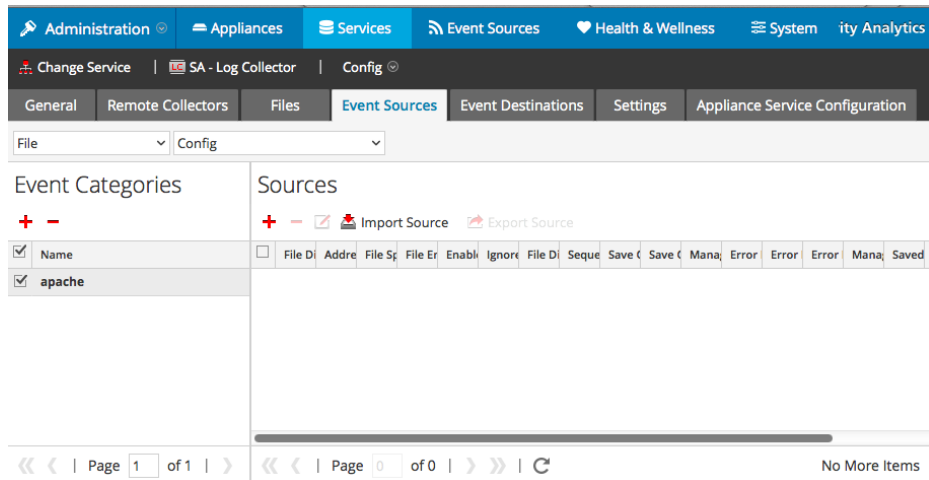 Administration Appliances Services Event Sources Health & Wellness System ity Analytics
Change Service | LC SA - Log Collector | Config
General Remote Collectors Files Event Sources Event Destinations Settings Appliance Service Configuration
File Config
Event Categories
Sources
Import Source Export Source
Name
File Di Addre File Sp File En Enabl Ignore File Di Seque Save Save Mana Error Error Error Mana Saved
apache
Page 1 of 1 | Page 0 of 0 | No More Items